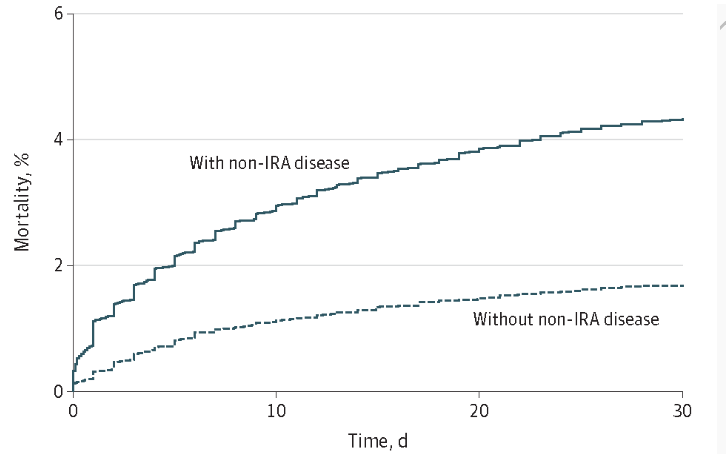 6
4
2
0
Mortality, %
With non-IRA disease
Without non-IRA disease
0 10 20 30
Time, d